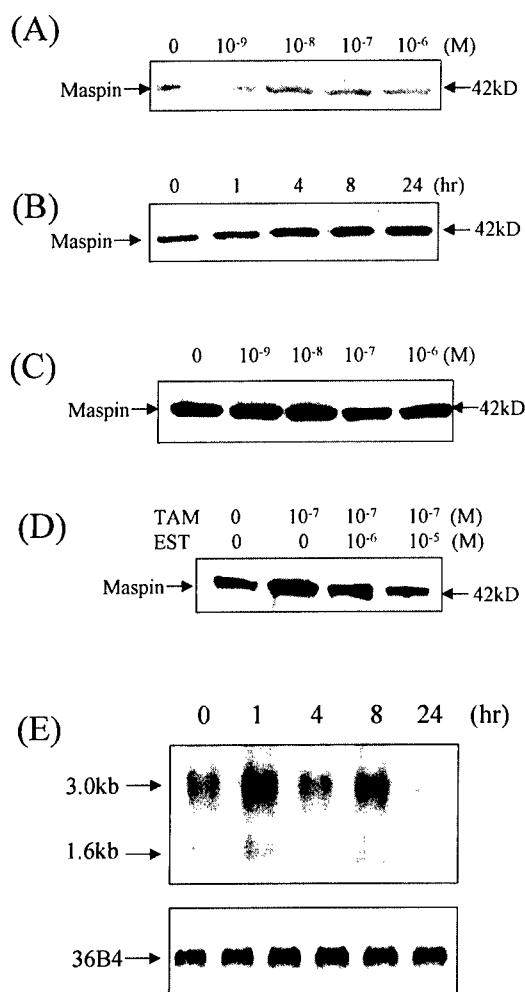 (A)
0 10⁻⁹ 10⁻⁸ 10⁻⁷ 10⁻⁶ (M)
Maspin 42kD
(B)
0 1 4 8 24 (hr)
Maspin 42kD
(C)
0 10⁻⁹ 10⁻⁸ 10⁻⁷ 10⁻⁶ (M)
Maspin 42kD
(D)
TAM 0 10⁻⁷ 10⁻⁷ 10⁻⁷ (M)
EST 0 0 10⁻⁶ 10⁻⁵ (M)
Maspin 42kD
(E)
0 1 4 8 24 (hr)
3.0kb
1.6kb
36B4